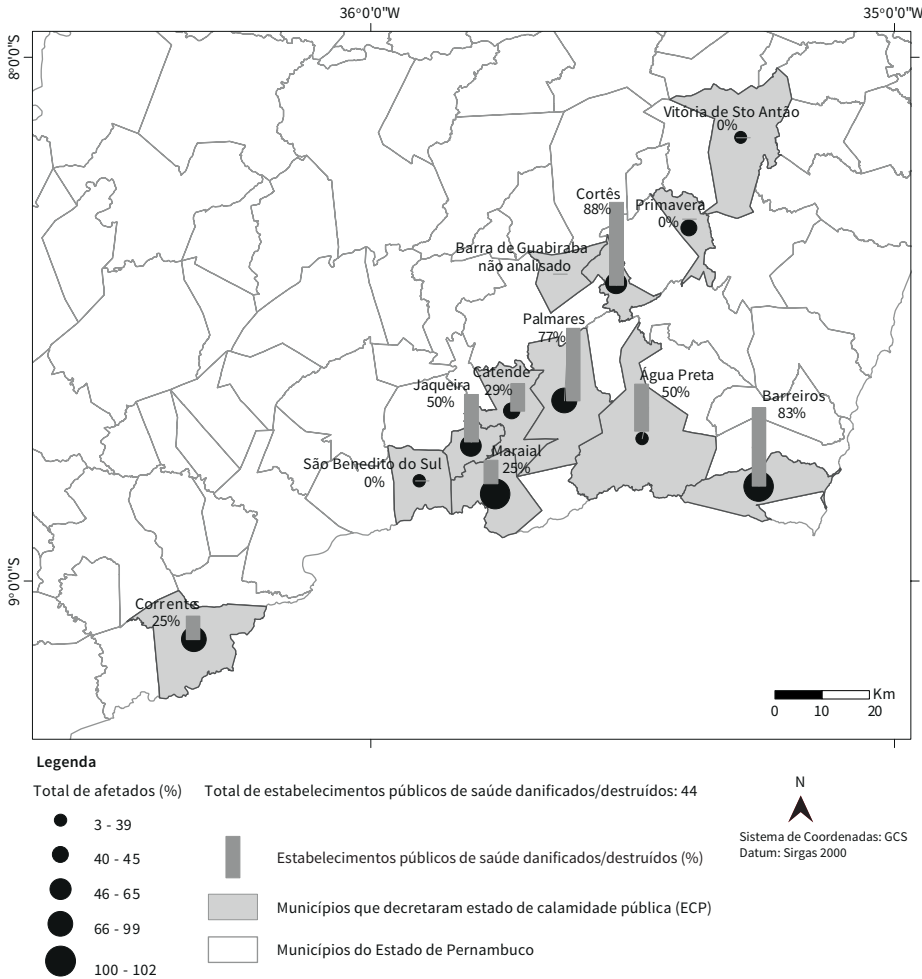 36°0'0"W
35°0'0"W
8°0'0"S
Vitória de Sto Antão
0%
Cortês
88%
Primavera
0%
Barra de Guabiraba
não analisado
Palmares
77%
Catende
29%
Jaqueira
50%
Água Preta
50%
Barreiros
83%
Maraial
25%
São Benedito do Sul
0%
9°0'0"S
Correntes
25%
Km
0 10 20
Legenda
Total de afetados (%)
3 - 39
40 - 45
46 - 65
66 - 99
100 - 102
Total de estabelecimentos públicos de saúde danificados/destruídos: 44
Estabelecimentos públicos de saúde danificados/destruídos (%)
Municípios que decretaram estado de calamidade pública (ECP)
Municípios do Estado de Pernambuco
N
Sistema de Coordenadas: GCS
Datum: Sirgas 2000